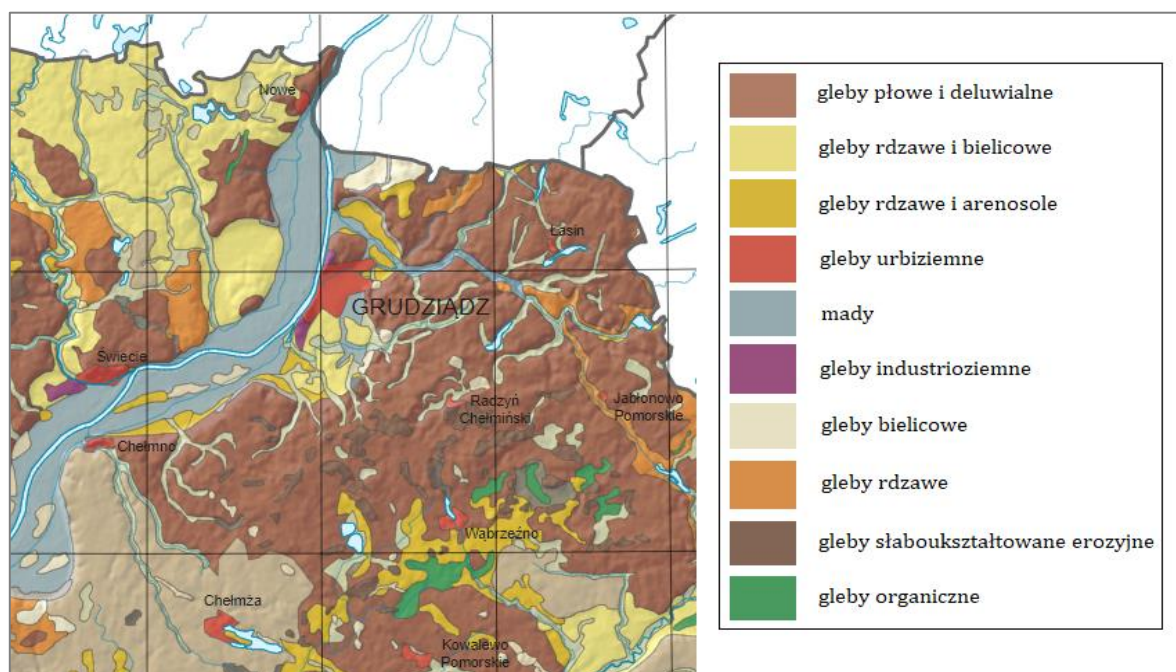 Nowe
Łasin
GRUDZIĄDZ
Świecie
Radzyń
Chełmiński
Jabłonowo
Pomorskie
Chełmno
Wąbrzeźno
Chełmża
Kowalewo
Pomorskie
gleby płowe i deluwialne
gleby rdzawe i bielicowe
gleby rdzawe i arenosole
gleby urbiziemne
mady
gleby industrioziemne
gleby bielicowe
gleby rdzawe
gleby słaboukształtowane erozyjne
gleby organiczne